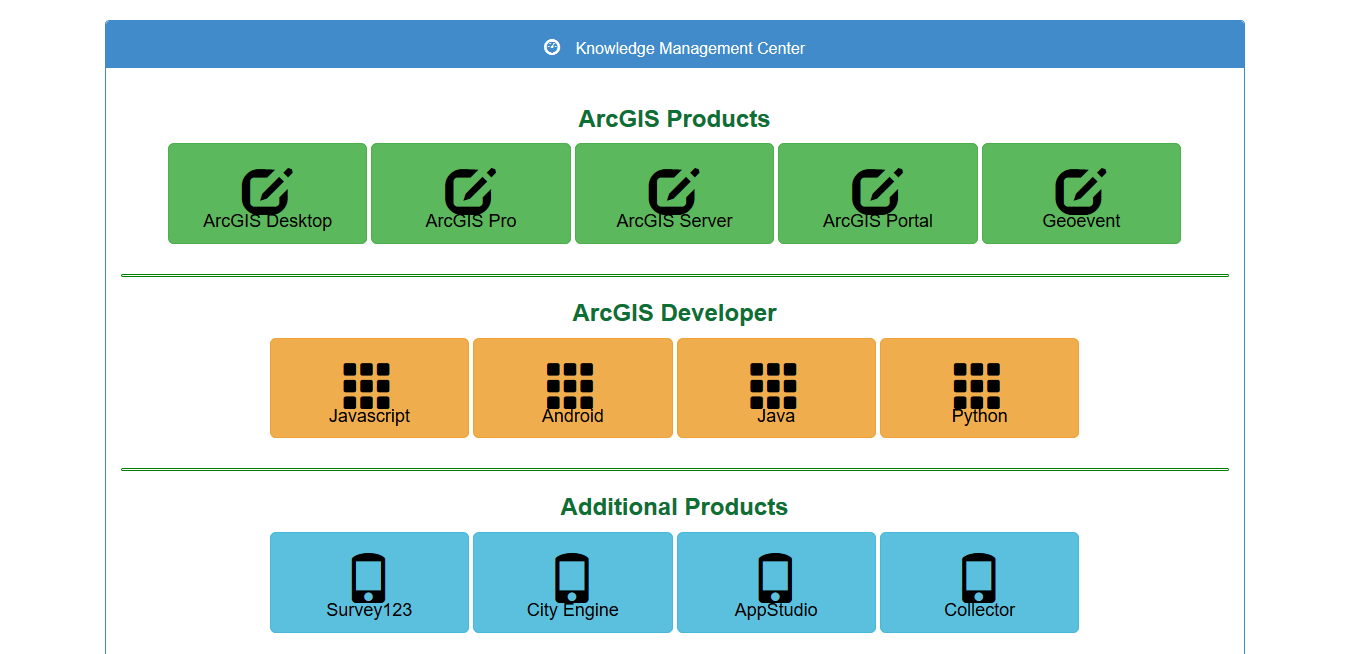 Knowledge Management Center
ArcGIS Products
ArcGIS Desktop ArcGIS Pro ArcGIS Server ArcGIS Portal Geoevent
ArcGIS Developer
Javascript Android Java Python
Additional Products
Survey123 City Engine AppStudio Collector